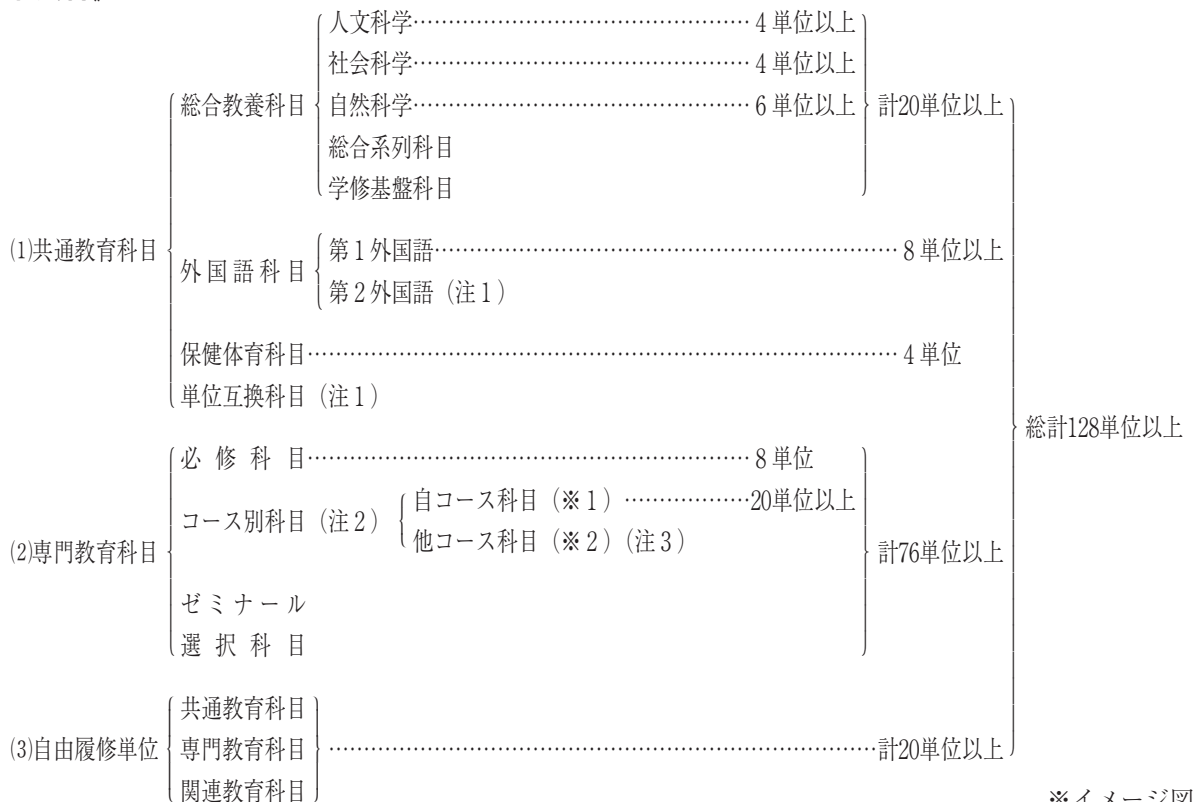 人文科学…………………………………………4単位以上
社会科学…………………………………………4単位以上
総合教養科目 自然科学…………………………………………6単位以上 計20単位以上
総合系列科目
学修基盤科目
(1)共通教育科目
外国語科目 第1外国語…………………………………………………………8単位以上
第2外国語(注1)
保健体育科目…………………………………………………………………………4単位
単位互換科目(注1)
総計128単位以上
必修科目………………………………………………………8単位
コース別科目(注2) 自コース科目(※1)………………20単位以上
他コース科目(※2)(注3)
(2)専門教育科目 計76単位以上
ゼミナール
選択科目
共通教育科目
(3)自由履修単位 専門教育科目 ……………………………………………………………………計20単位以上
関連教育科目
※イメージ図